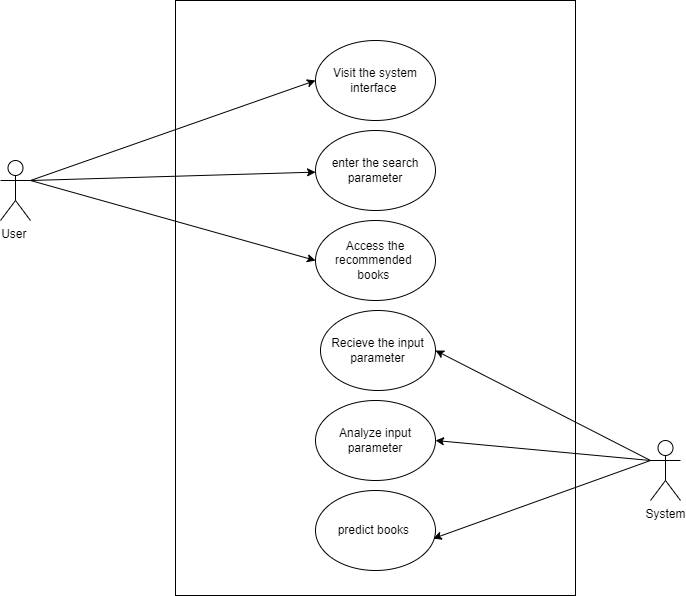 Visit the system
interface
enter the search
parameter
User
Access the
recommended
books
Recieve the input
parameter
Analyze input
parameter
System
predict books